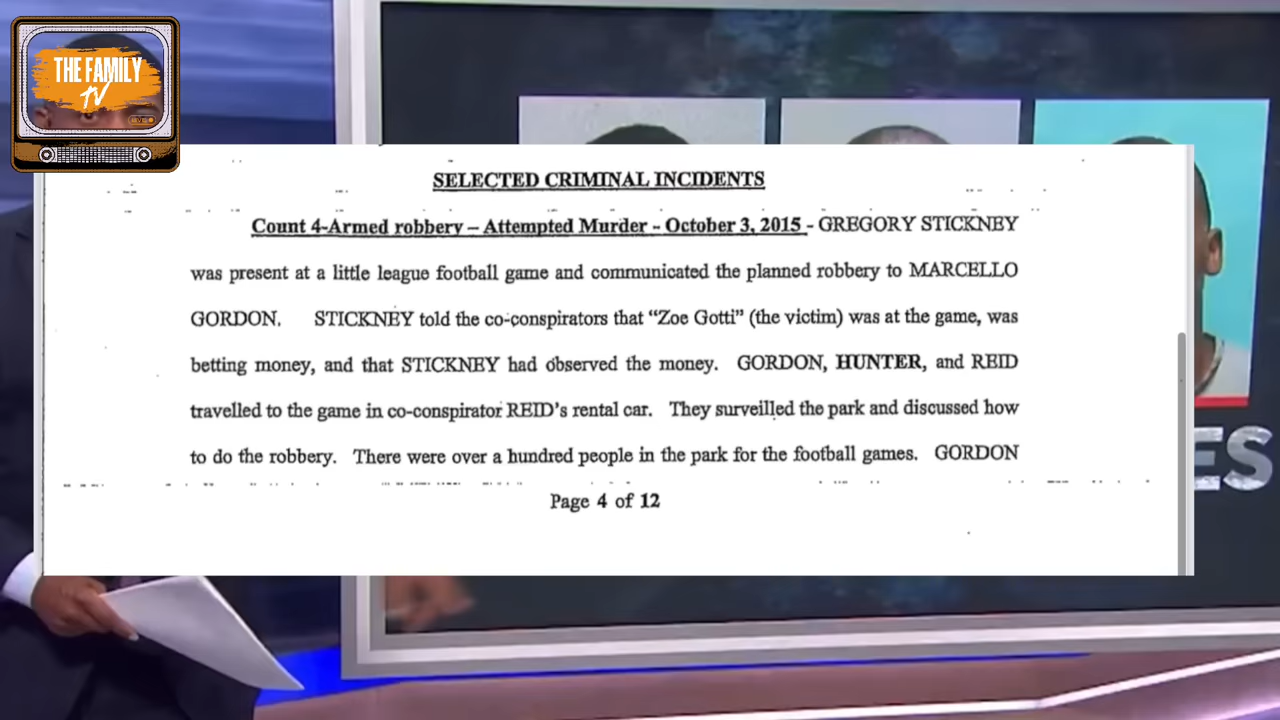 THE FAMILY
TV
SELECTED CRIMINAL INCIDENTS
Count 4-Armed robbery – Attempted Murder - October 3, 2015 - GREGORY STICKNEY
was present at a little league football game and communicated the planned robbery to MARCELLO
GORDON. STICKNEY told the co-conspirators that “Zoe Gotti” (the victim) was at the game, was
betting money, and that STICKNEY had observed the money. GORDON, HUNTER, and REID
travelled to the game in co-conspirator REID’s rental car. They surveilled the park and discussed how
to do the robbery. There were over a hundred people in the park for the football games. GORDON
Page 4 of 12
ES